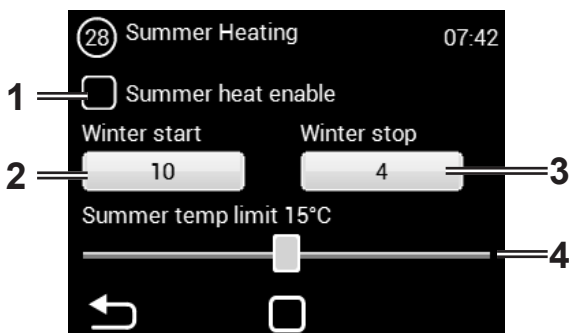 28 Summer Heating 07:42
1 Summer heat enable
Winter start Winter stop
2 10 4 3
Summer temp limit 15°C
4